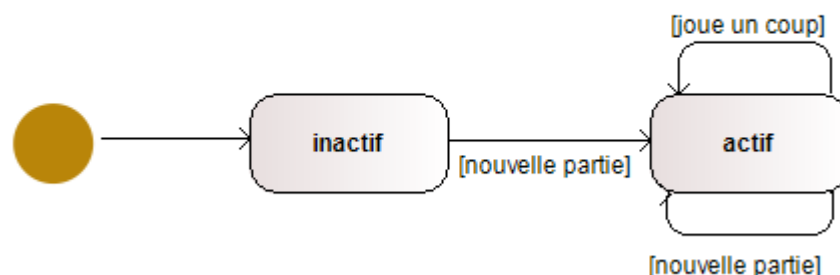 [joue un coup]
inactif
actif
[nouvelle partie]
[nouvelle partie]